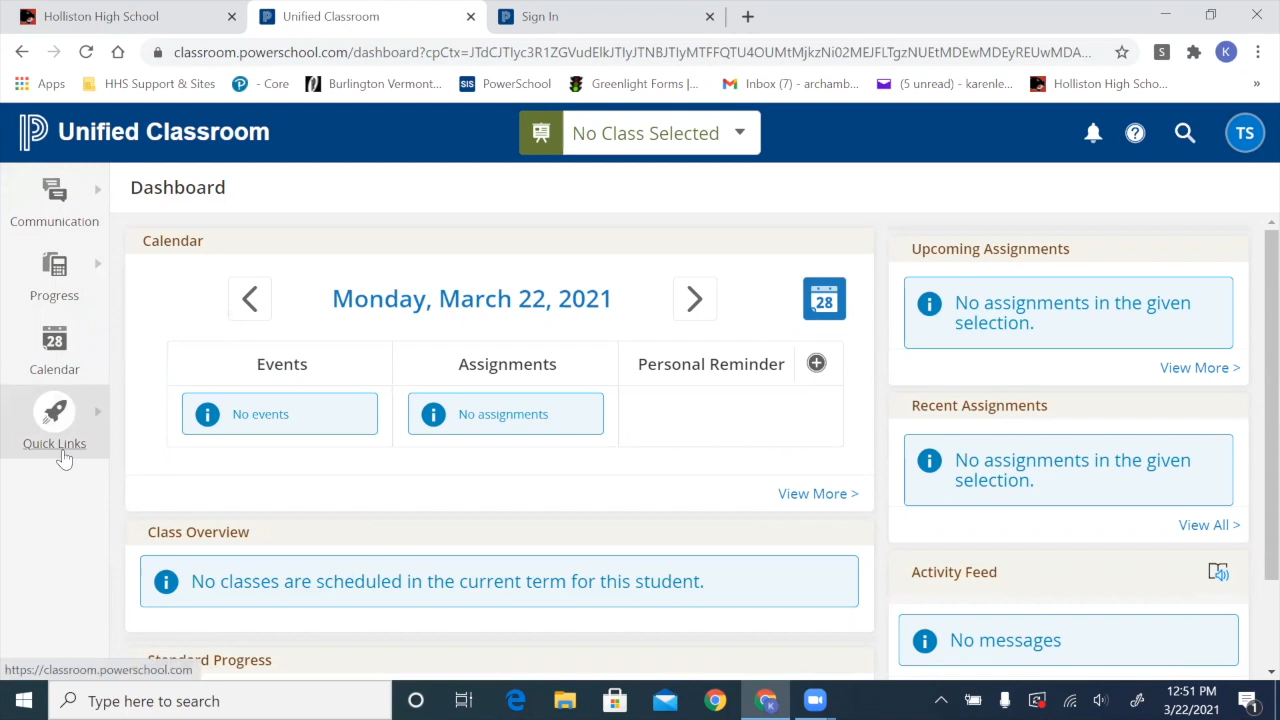 Holliston High School
Unified Classroom
Sign In
classroom.powerschool.com/dashboard?cpCtx=JTdCJTIyc3R1ZGVudElkJTIyJTNBJTIyMTFFQTU4OUMtMjkzNi02MEJFLTgzNUEtMDEwMDEyREUwMDA...
S
K
Apps
HHS Support & Sites
- Core
Burlington Vermont...
SIS
PowerSchool
Greenlight Forms |...
Inbox (7) - archamb...
(5 unread) - karenle...
Holliston High Scho...
»
Unified Classroom
No Class Selected
TS
Communication
Progress
28
Calendar
Quick Links
Dashboard
Calendar
Monday, March 22, 2021
28
Events
Assignments
Personal Reminder
No events
No assignments
View More >
Class Overview
No classes are scheduled in the current term for this student.
Standard Progress
Upcoming Assignments
No assignments in the given
selection.
View More >
Recent Assignments
No assignments in the given
selection.
View All >
Activity Feed
No messages
https://classroom.powerschool.com
Type here to search
K
12:51 PM
3/22/2021
1